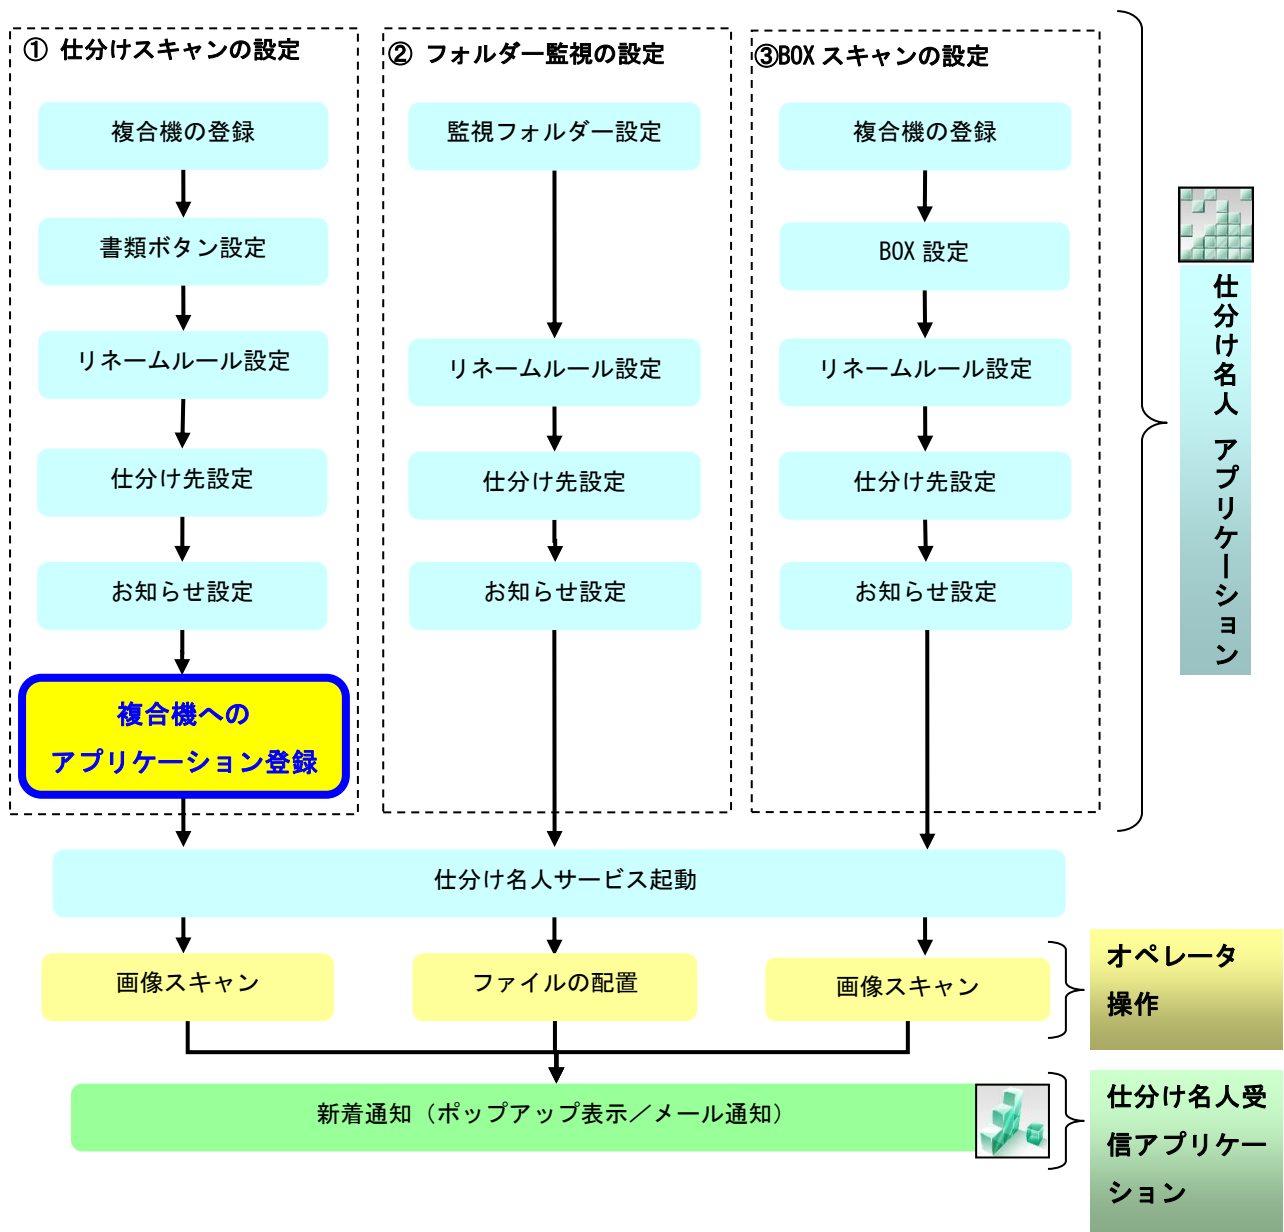 ① 仕分けスキャンの設定
複合機の登録
書類ボタン設定
リネームルール設定
仕分け先設定
お知らせ設定
複合機への
アプリケーション登録
② フォルダー監視の設定
監視フォルダー設定
リネームルール設定
仕分け先設定
お知らせ設定
③BOX スキャンの設定
複合機の登録
BOX 設定
リネームルール設定
仕分け先設定
お知らせ設定
仕分け名人 アプリケーション
仕分け名人サービス起動
画像スキャン
ファイルの配置
画像スキャン
オペレータ
操作
新着通知（ポップアップ表示／メール通知）
仕分け名人受
信アプリケー
ション